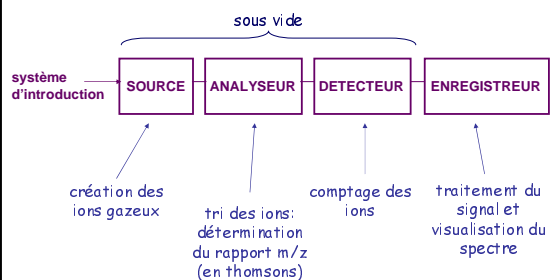 sous vide
système
d'introduction
SOURCE
ANALYSEUR
DETECTEUR
ENREGISTREUR
création des
ions gazeux
tri des ions:
détermination
du rapport m/z
(en thomsons)
comptage des
ions
traitement du
signal et
visualisation du
spectre